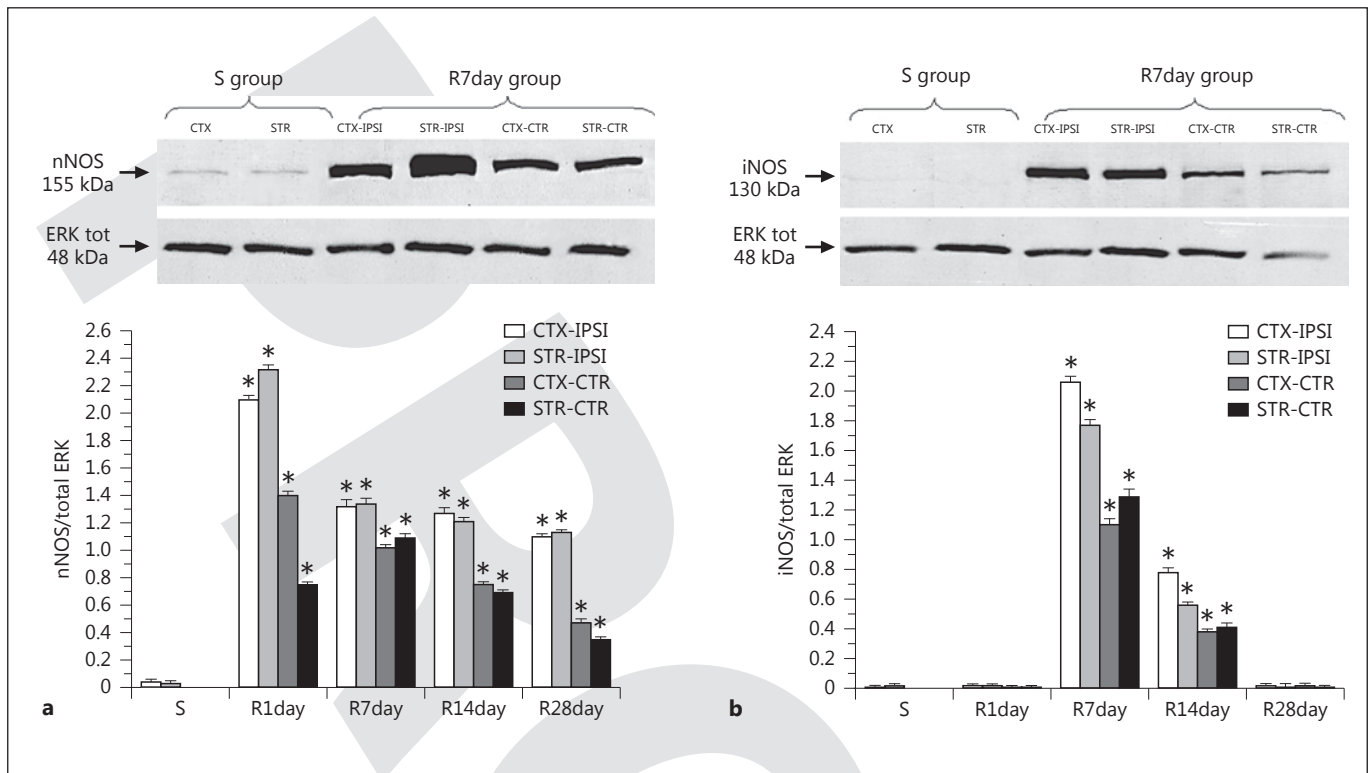 S group
R7day group
CTX
STR
CTX-IPSI
STR-IPSI
CTX-CTR
STR-CTR
nNOS
155 kDa
ERK tot
48 kDa
2.6
2.4
2.2
2.0
1.8
1.6
1.4
1.2
1.0
0.8
0.6
0.4
0.2
0
nNOS/total ERK
CTX-IPSI
STR-IPSI
CTX-CTR
STR-CTR
* * * *
* * * *
* * * *
* * * *
S R1day R7day R14day R28day
a
S group
R7day group
CTX
STR
CTX-IPSI
STR-IPSI
CTX-CTR
STR-CTR
iNOS
130 kDa
ERK tot
48 kDa
2.4
2.2
2.0
1.8
1.6
1.4
1.2
1.0
0.8
0.6
0.4
0.2
0
iNOS/total ERK
CTX-IPSI
STR-IPSI
CTX-CTR
STR-CTR
* * * *
* * * *
S R1day R7day R14day R28day
b